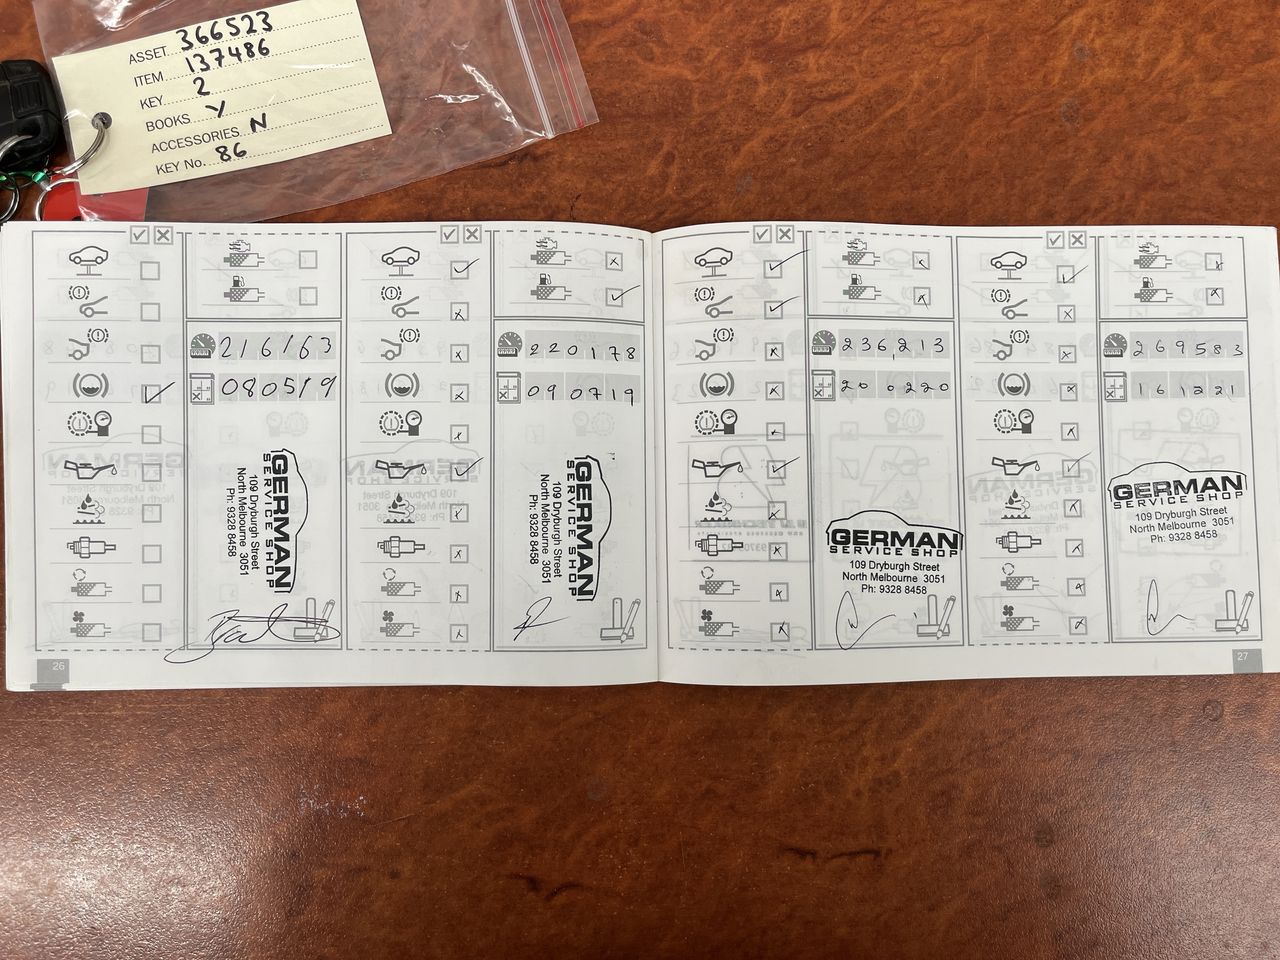 ASSET 366523
ITEM 137486
KEY 2
BOOKS Y
ACCESSORIES N
KEY No. 86
216163
080519
GERMAN
SERVICE SHOP
109 Dryburgh Street
North Melbourne 3051
Ph: 9328 8458
26
220178
090719
GERMAN
SERVICE SHOP
109 Dryburgh Street
North Melbourne 3051
Ph: 9328 8458
236,213
20 0220
GERMAN
SERVICE SHOP
109 Dryburgh Street
North Melbourne 3051
Ph: 9328 8458
269583
161221
GERMAN
SERVICE SHOP
109 Dryburgh Street
North Melbourne 3051
Ph: 9328 8458
27